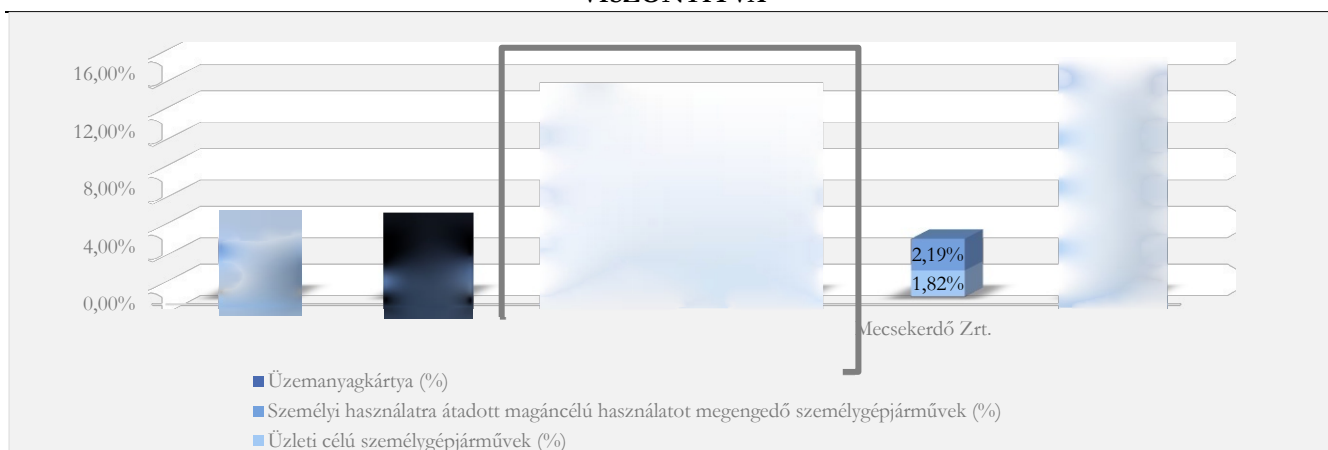 16,00%
12,00%
8,00%
4,00%
0,00%
2,19%
1,82%
Mecsekerdő Zrt.
Üzemanyagkártya (%)
Személyi használatra átadott magáncélú használatot megengedő személygépjárművek (%)
Üzleti célú személygépjárművek (%)